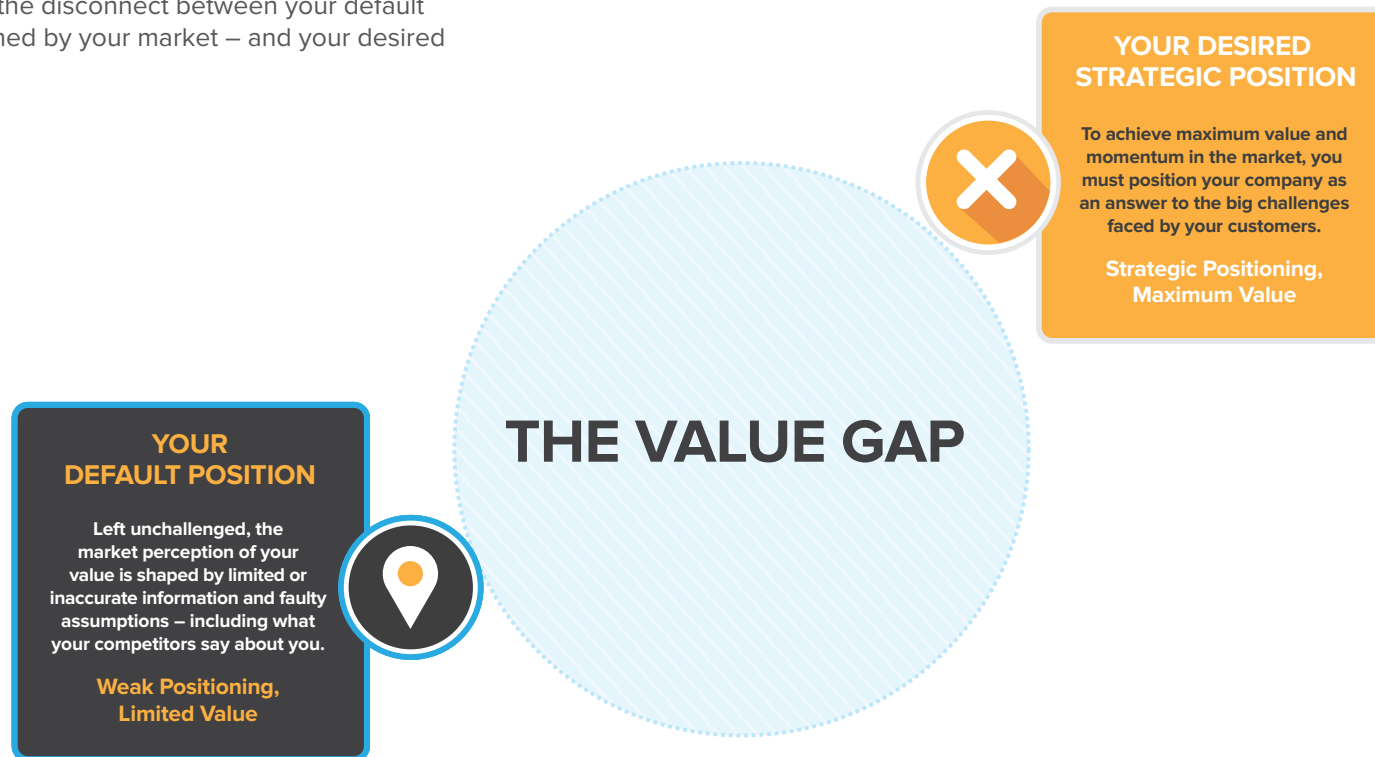 the disconnect between your default
by your market – and your desired
YOUR DESIRED
STRATEGIC POSITION
To achieve maximum value and
momentum in the market, you
must position your company as
an answer to the big challenges
faced by your customers.
Strategic Positioning,
Maximum Value
THE VALUE GAP
YOUR
DEFAULT POSITION
Left unchallenged, the
market perception of your
value is shaped by limited or
inaccurate information and faulty
assumptions – including what
your competitors say about you.
Weak Positioning,
Limited Value